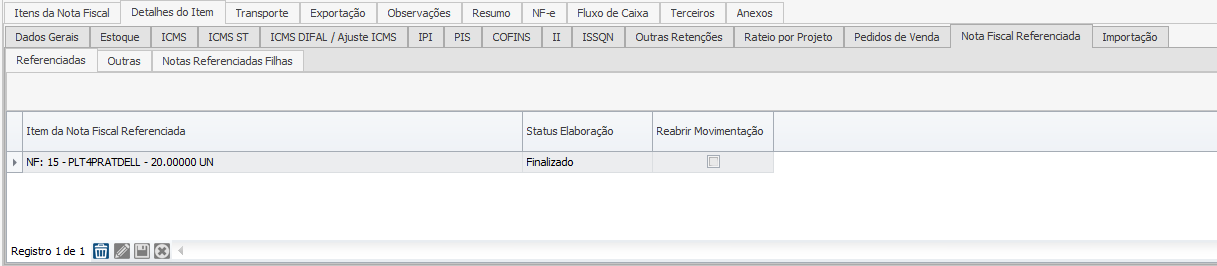 Itens da Nota Fiscal Detalhes do Item Transporte Exportação Observações Resumo NF-e Fluxo de Caixa Terceiros Anexos
Dados Gerais Estoque ICMS ICMS ST ICMS DIFAL / Ajuste ICMS IPI PIS COFINS II ISSQN Outras Retenções Rateio por Projeto Pedidos de Venda Nota Fiscal Referenciada Importação
Referenciadas Outras Notas Referenciadas Filhas
Item da Nota Fiscal Referenciada Status Elaboração Reabrir Movimentação
NF: 15 - PLT4PRATDELL - 20.00000 UN Finalizado
Registro 1 de 1